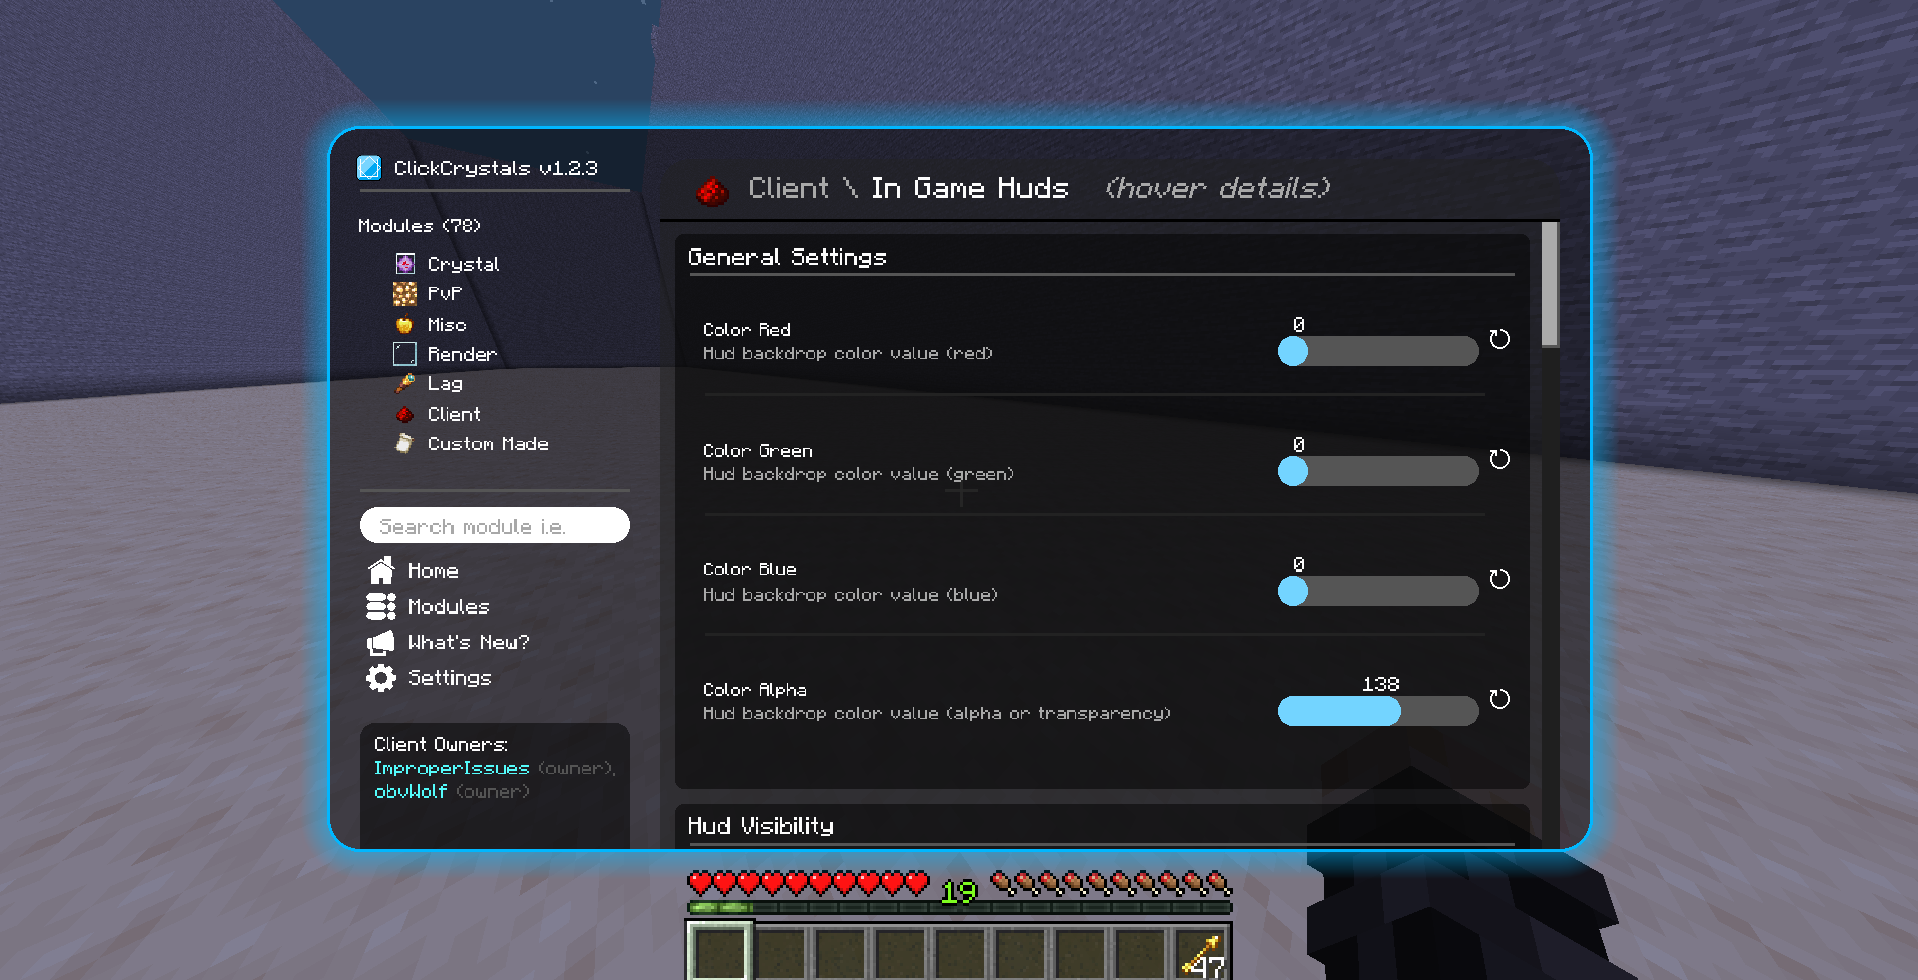 ClickCrystals v1.2.3
Modules (78)
Crystal
PvP
Misc
Render
Lag
Client
Custom Made
Search module i.e.
Home
Modules
What's New?
Settings
Client Owners:
ImproperIssues (owner),
obvWolf (owner)
Client \ In Game Huds (hover details)
General Settings
Color Red
Hud backdrop color value (red)
0
Color Green
Hud backdrop color value (green)
0
Color Blue
Hud backdrop color value (blue)
0
Color Alpha
Hud backdrop color value (alpha or transparency)
138
Hud Visibility
19
47